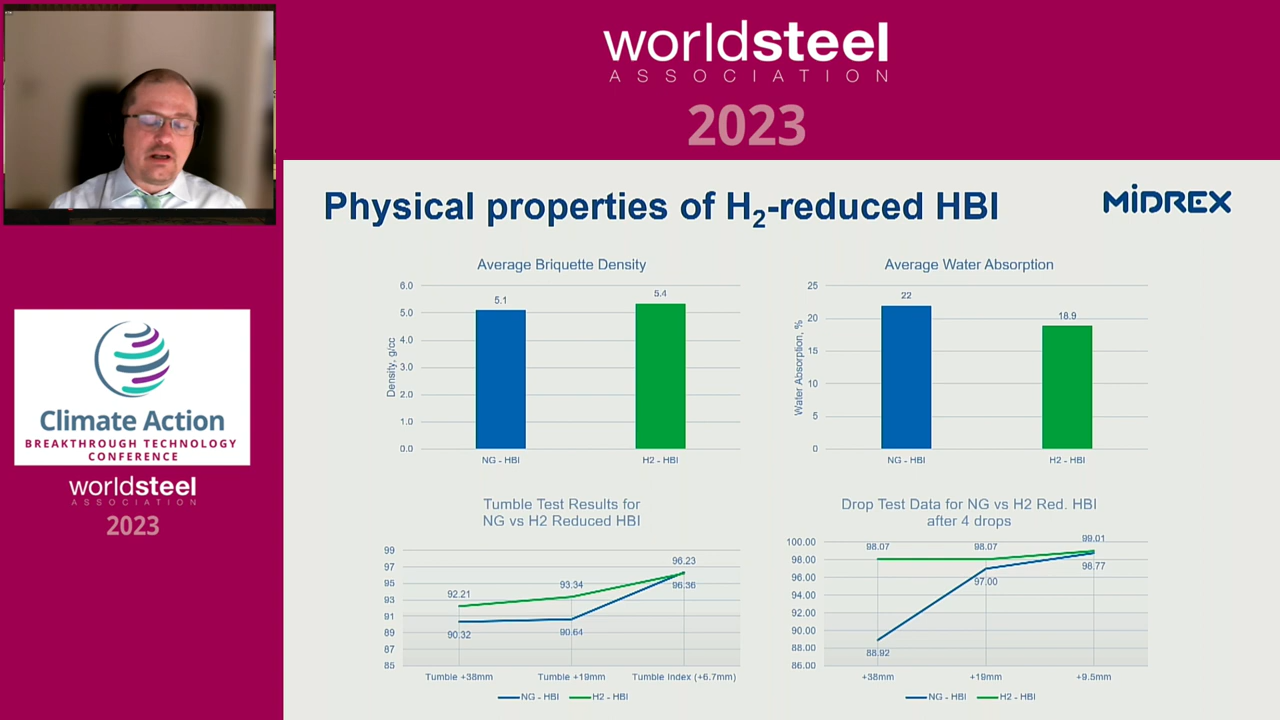 worldsteel
ASSOCIATION
2023
Climate Action
BREAKTHROUGH TECHNOLOGY
CONFERENCE
worldsteel
ASSOCIATION
2023
Physical properties of H2-reduced HBI
MIDREX
Average Briquette Density
6.0
5.0
4.0
3.0
2.0
1.0
0.0
Density, g/cc
5.1
5.4
NG - HBI
H2 - HBI
Average Water Absorption
25
20
15
10
5
0
Water Absorption, %
22
18.9
NG - HBI
H2 - HBI
Tumble Test Results for
NG vs H2 Reduced HBI
99
97
95
93
91
89
87
85
92.21
93.34
96.23
90.32
90.64
96.36
Tumble +38mm
Tumble +19mm
Tumble Index (+6.7mm)
NG - HBI
H2 - HBI
Drop Test Data for NG vs H2 Red. HBI
after 4 drops
100.00
98.00
96.00
94.00
92.00
90.00
88.00
86.00
98.07
98.07
99.01
88.92
97.00
98.77
+38mm
+19mm
+9.5mm
NG - HBI
H2 - HBI